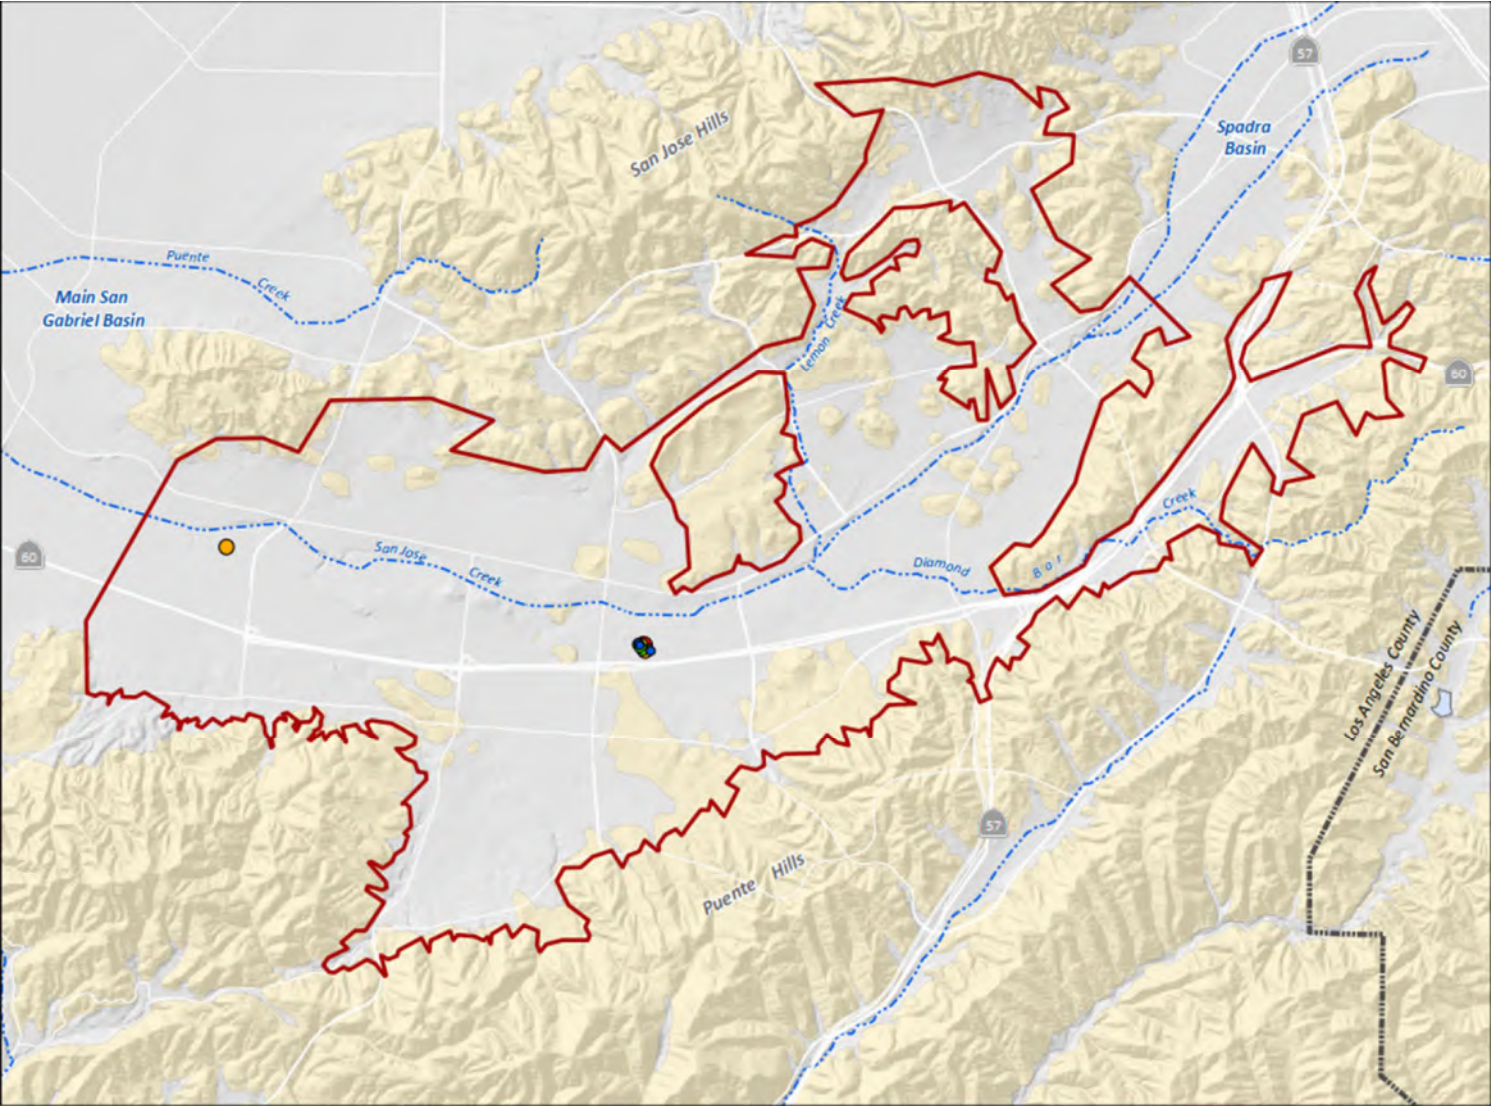 57
San Jose Hills
Spadra
Basin
Puente
Creek
Main San
Gabriel Basin
Lemon Creek
60
Creek
San Jose
Creek
60
Diamond
Bar
Los Angeles County
San Bernardino County
57
Puente Hills